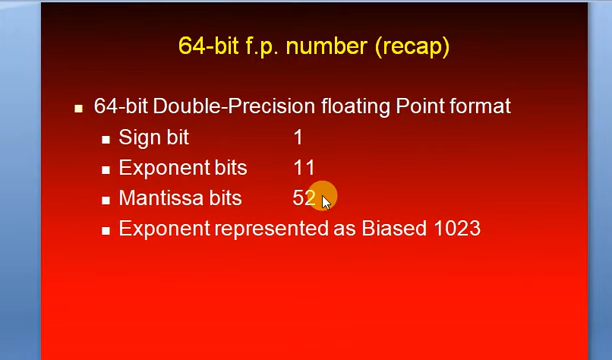 64-bit f.p. number (recap)
64-bit Double-Precision floating Point format
Sign bit 1
Exponent bits 11
Mantissa bits 52
Exponent represented as Biased 1023